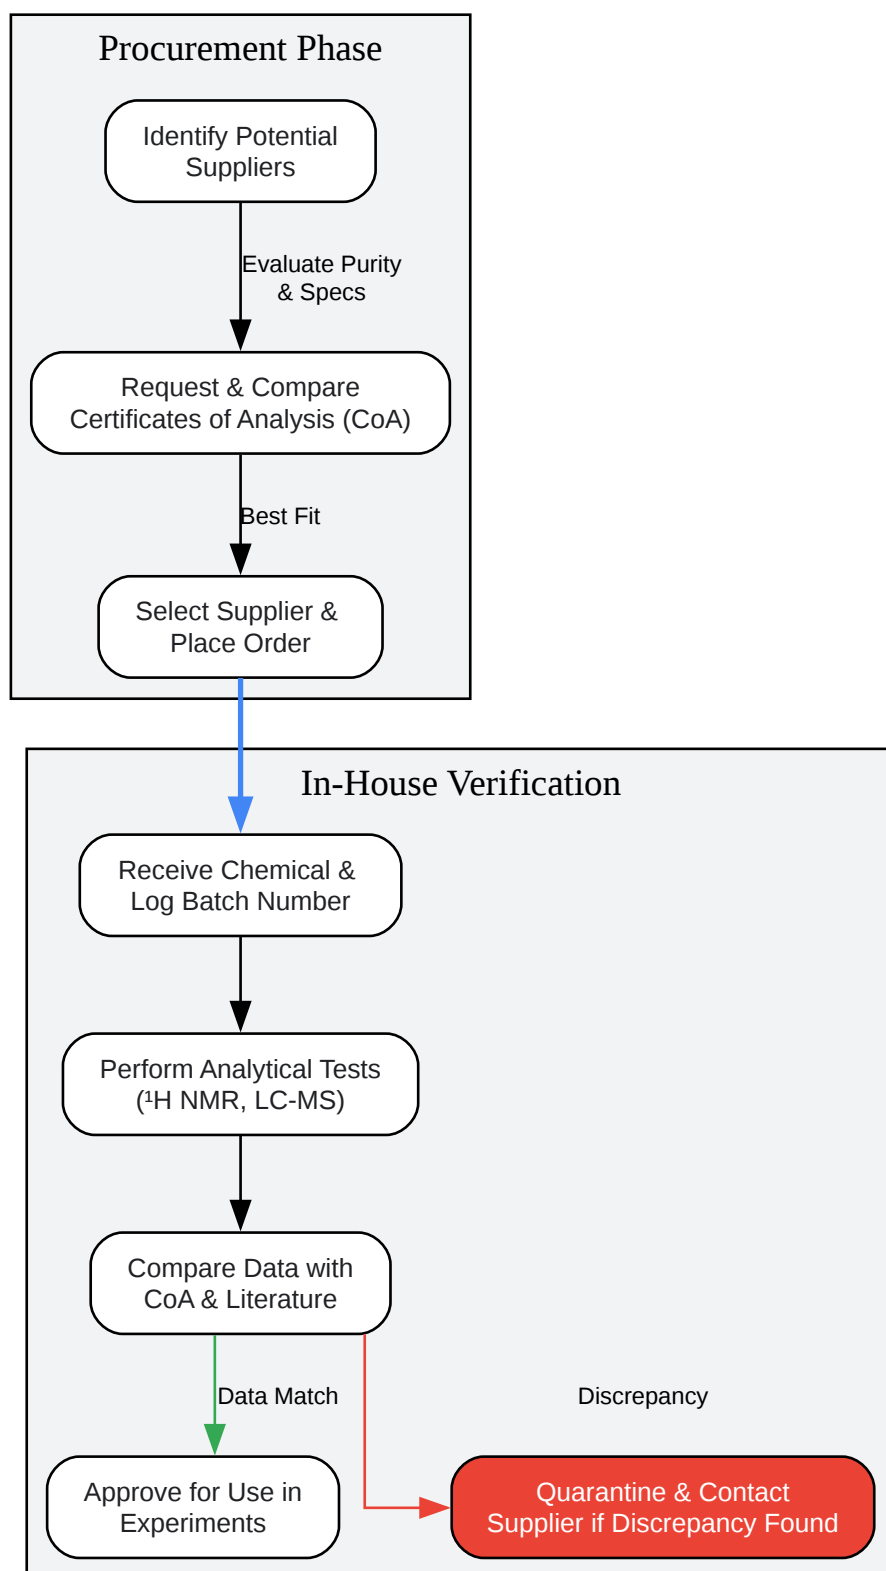 Procurement Phase
Identify Potential
Suppliers
Evaluate Purity
& Specs
Request & Compare
Certificates of Analysis (CoA)
Best Fit
Select Supplier &
Place Order
In-House Verification
Receive Chemical &
Log Batch Number
Perform Analytical Tests
(¹H NMR, LC-MS)
Compare Data with
CoA & Literature
Data Match
Discrepancy
Approve for Use in
Experiments
Quarantine & Contact
Supplier if Discrepancy Found